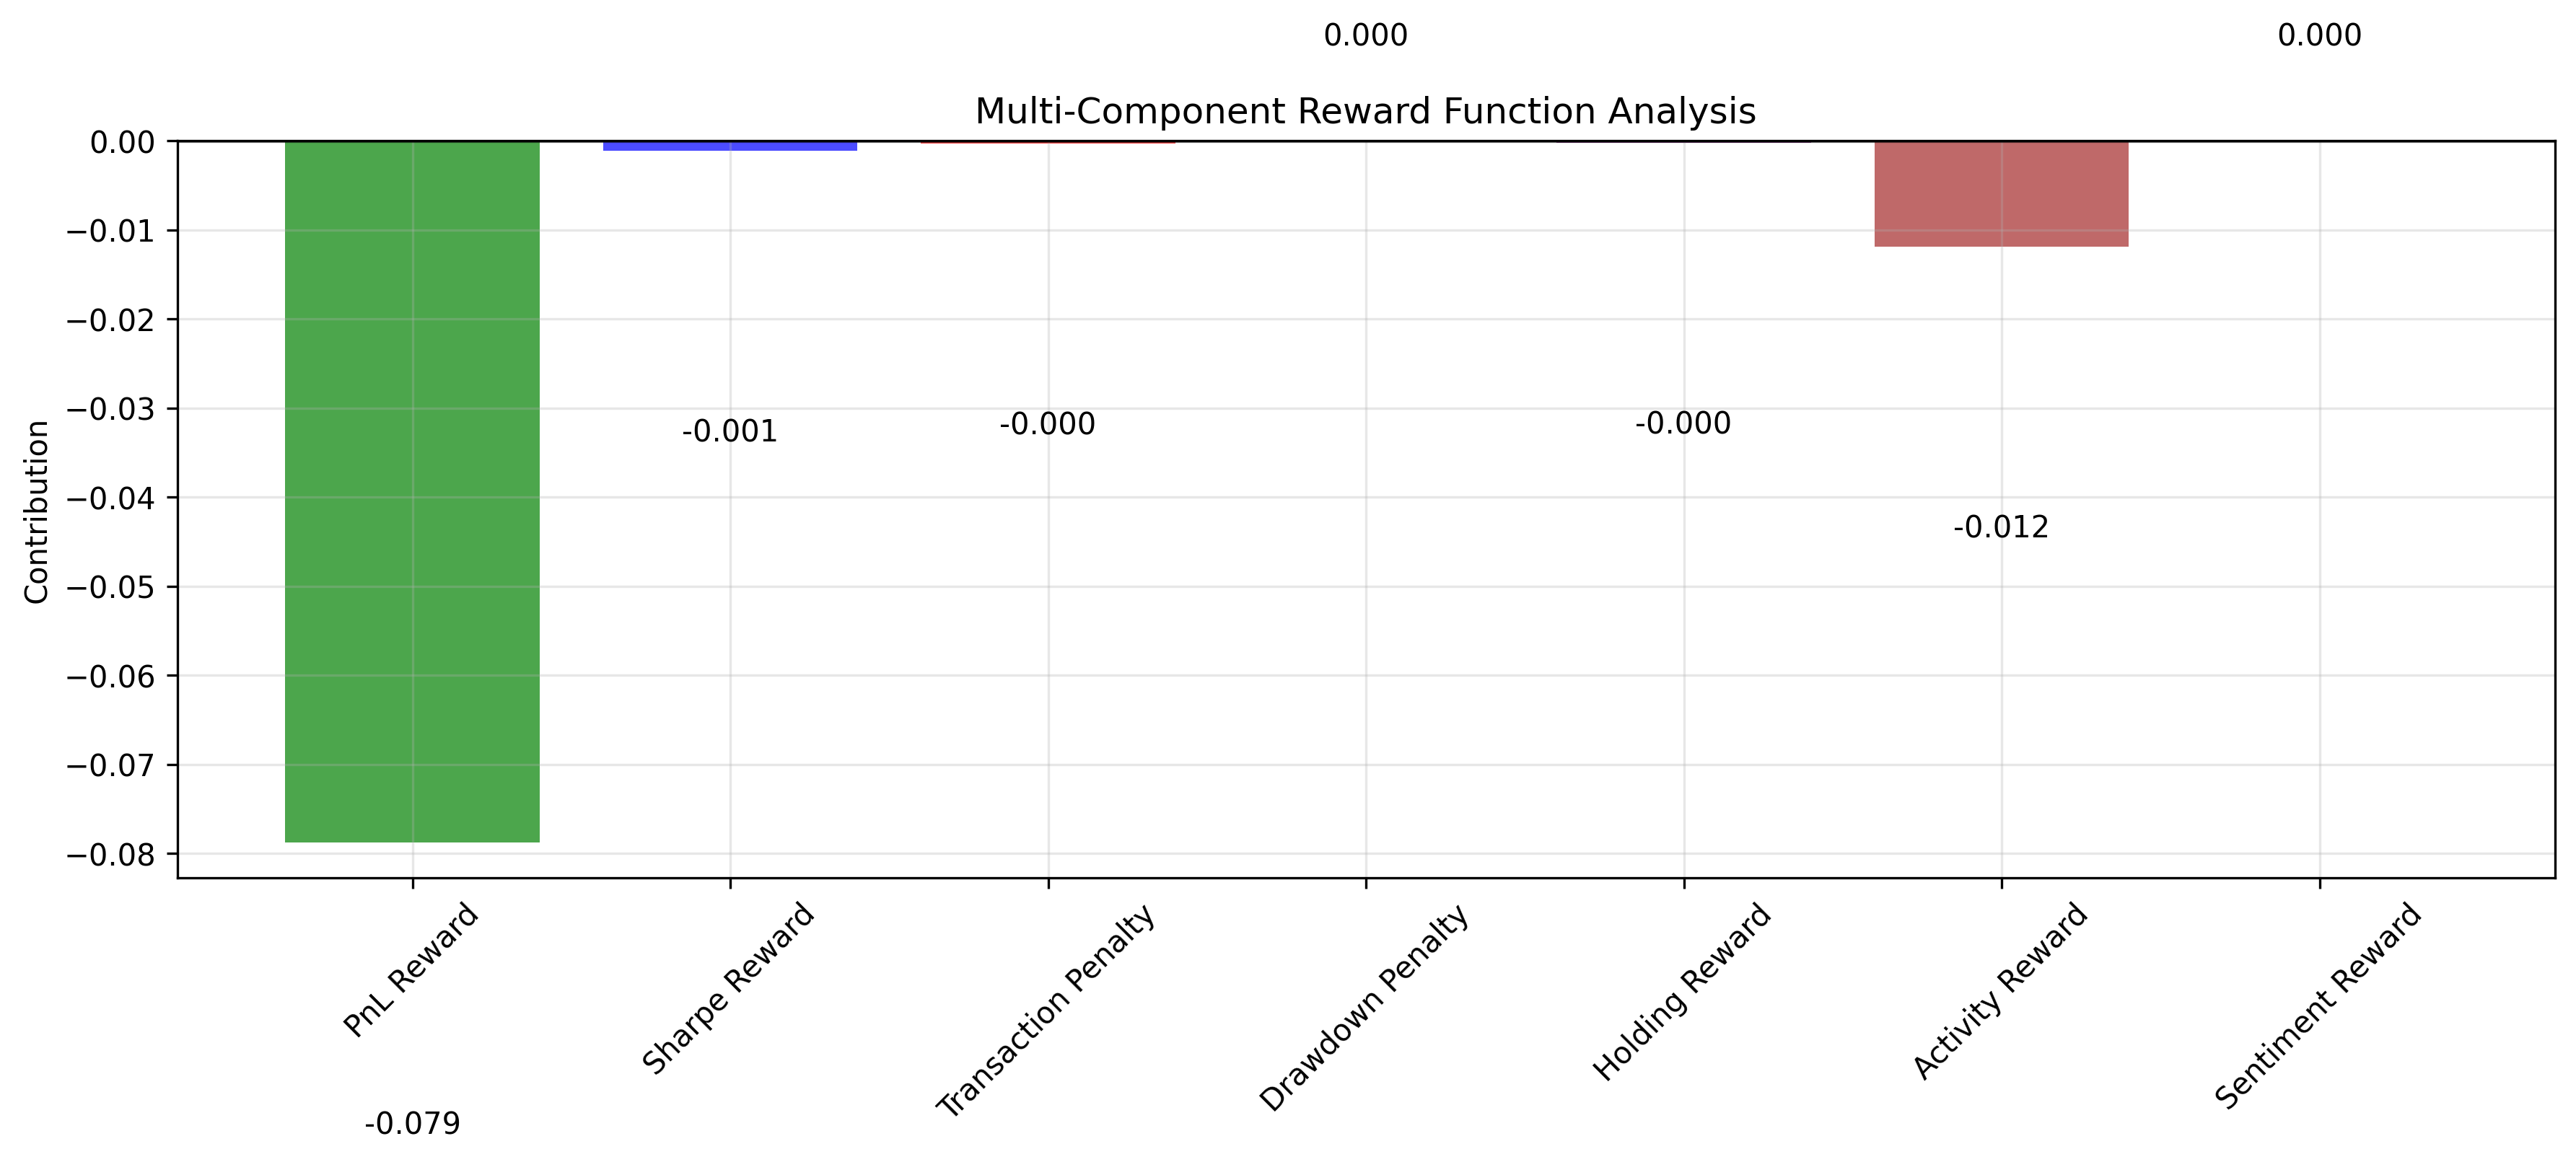 0.000
0.000
Multi-Component Reward Function Analysis
0.00
−0.01
−0.02
−0.03
−0.04
−0.05
−0.06
−0.07
−0.08
Contribution
-0.001
-0.000
-0.000
-0.012
PnL Reward
Sharpe Reward
Transaction Penalty
Drawdown Penalty
Holding Reward
Activity Reward
Sentiment Reward
-0.079